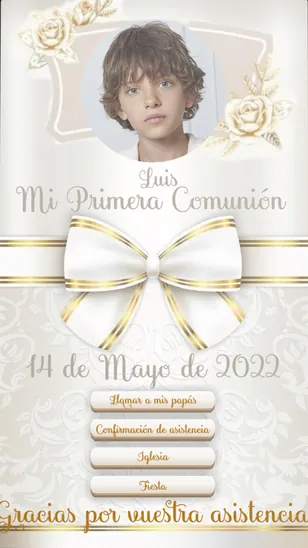 Luis
Mi Primera Comunión
14 de Mayo de 2022
Llamar a mis papás
Confirmación de asistencia
Iglesia
Fiesta
Gracias por vuestra asistencia